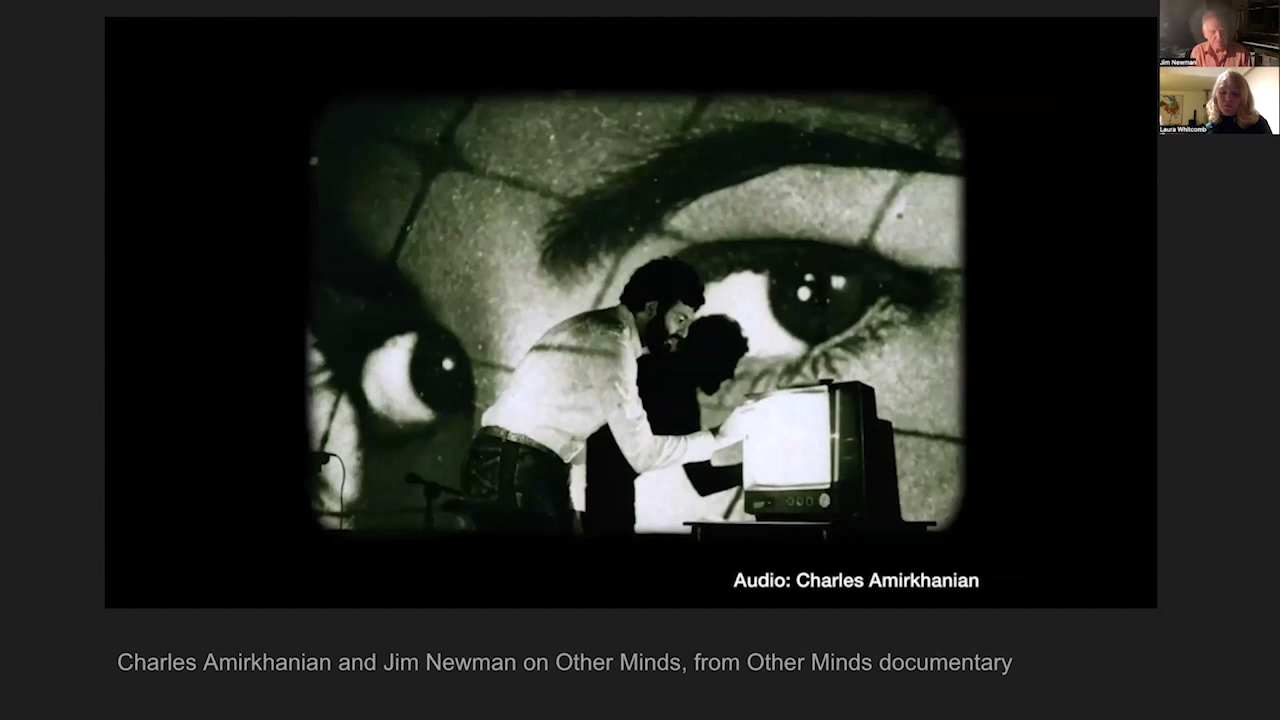 Jim Newman
Laura Whitcomb
Audio: Charles Amirkhanian
Charles Amirkhanian and Jim Newman on Other Minds, from Other Minds documentary